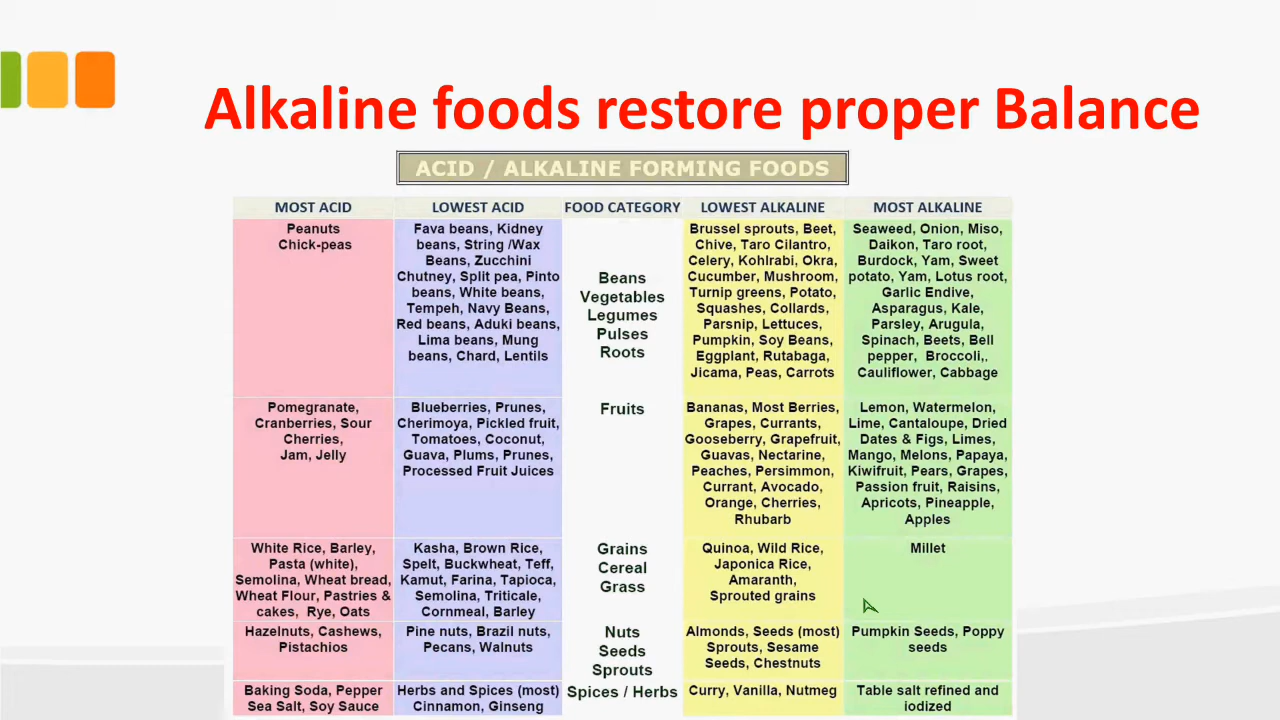 Alkaline foods restore proper Balance
ACID / ALKALINE FORMING FOODS
MOST ACID
LOWEST ACID
FOOD CATEGORY
LOWEST ALKALINE
MOST ALKALINE
Peanuts
Chick-peas
Fava beans, Kidney
beans, String /Wax
Beans, Zucchini
Chutney, Split pea, Pinto
beans, White beans,
Tempeh, Navy Beans,
Red beans, Aduki beans,
Lima beans, Mung
beans, Chard, Lentils
Beans
Vegetables
Legumes
Pulses
Roots
Brussel sprouts, Beet,
Chive, Taro Cilantro,
Celery, Kohlrabi, Okra,
Cucumber, Mushroom,
Turnip greens, Potato,
Squashes, Collards,
Parsnip, Lettuces,
Pumpkin, Soy Beans,
Eggplant, Rutabaga,
Jicama, Peas, Carrots
Seaweed, Onion, Miso,
Daikon, Taro root,
Burdock, Yam, Sweet
potato, Yam, Lotus root,
Garlic Endive,
Asparagus, Kale,
Parsley, Arugula,
Spinach, Beets, Bell
pepper, Broccoli,.
Cauliflower, Cabbage
Pomegranate,
Cranberries, Sour
Cherries,
Jam, Jelly
Blueberries, Prunes,
Cherimoya, Pickled fruit,
Tomatoes, Coconut,
Guava, Plums, Prunes,
Processed Fruit Juices
Fruits
Bananas, Most Berries,
Grapes, Currants,
Gooseberry, Grapefruit,
Guavas, Nectarine,
Peaches, Persimmon,
Currant, Avocado,
Orange, Cherries,
Rhubarb
Lemon, Watermelon,
Lime, Cantaloupe, Dried
Dates & Figs, Limes,
Mango, Melons, Papaya,
Kiwifruit, Pears, Grapes,
Passion fruit, Raisins,
Apricots, Pineapple,
Apples
White Rice, Barley,
Pasta (white),
Semolina, Wheat bread,
Wheat Flour, Pastries &
cakes, Rye, Oats
Kasha, Brown Rice,
Spelt, Buckwheat, Teff,
Kamut, Farina, Tapioca,
Semolina, Triticale,
Cornmeal, Barley
Grains
Cereal
Grass
Quinoa, Wild Rice,
Japonica Rice,
Amaranth,
Sprouted grains
Millet
Hazelnuts, Cashews,
Pistachios
Pine nuts, Brazil nuts,
Pecans, Walnuts
Nuts
Seeds
Sprouts
Almonds, Seeds (most)
Sprouts, Sesame
Seeds, Chestnuts
Pumpkin Seeds, Poppy
seeds
Baking Soda, Pepper
Sea Salt, Soy Sauce
Herbs and Spices (most)
Cinnamon, Ginseng
Spices / Herbs
Curry, Vanilla, Nutmeg
Table salt refined and
iodized